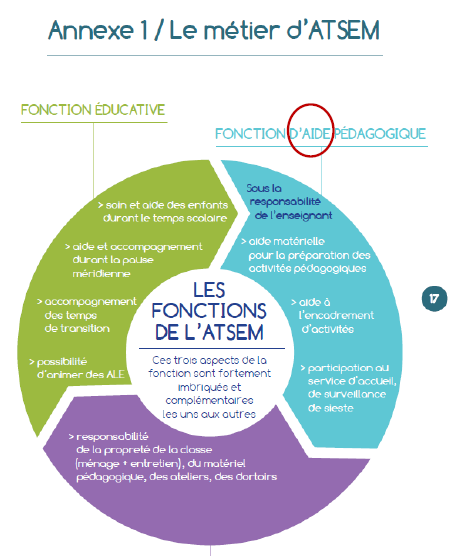 Annexe 1 / Le métier d'ATSEM
FONCTION ÉDUCATIVE
FONCTION D'AIDE PÉDAGOGIQUE
> soin et aide des enfants
durant le temps scolaire
> aide et accompagnement
durant la pause
méridienne
> accompagnement
des temps
de transition
> possibilité
d'animer des ALE
Sous la
responsabilité
de l'enseignant
> aide matérielle
pour la préparation des
activités pédagogiques
> aide à
l'encadrement
d'activités
> participation au
service d'accueil,
de surveillance
de sieste
LES
FONCTIONS
DE L'ATSEM
Ces trois aspects de la
fonction sont fortement
imbriqués et
complémentaires
les uns aux autres
> responsabilité
de la propreté de la classe
(ménage + entretien), du matériel
pédagogique, des ateliers, des dortoirs
17